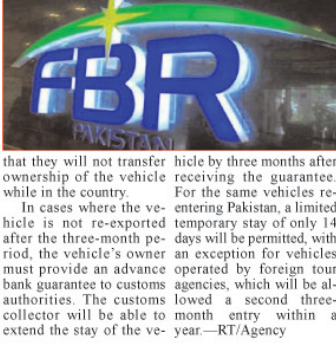 FBR
PAKISTAN
that they will not transfer
ownership of the vehicle
while in the country.
In cases where the ve-
hicle is not re-exported
after the three-month pe-
riod, the vehicle's owner
must provide an advance
bank guarantee to customs
authorities. The customs
collector will be able to
extend the stay of the ve-
hicle by three months after
receiving the guarantee.
For the same vehicles re-
entering Pakistan, a limited
temporary stay of only 14
days will be permitted, with
an exception for vehicles
operated by foreign tour
agencies, which will be al-
lowed a second three-
month entry within a
year.—RT/Agency